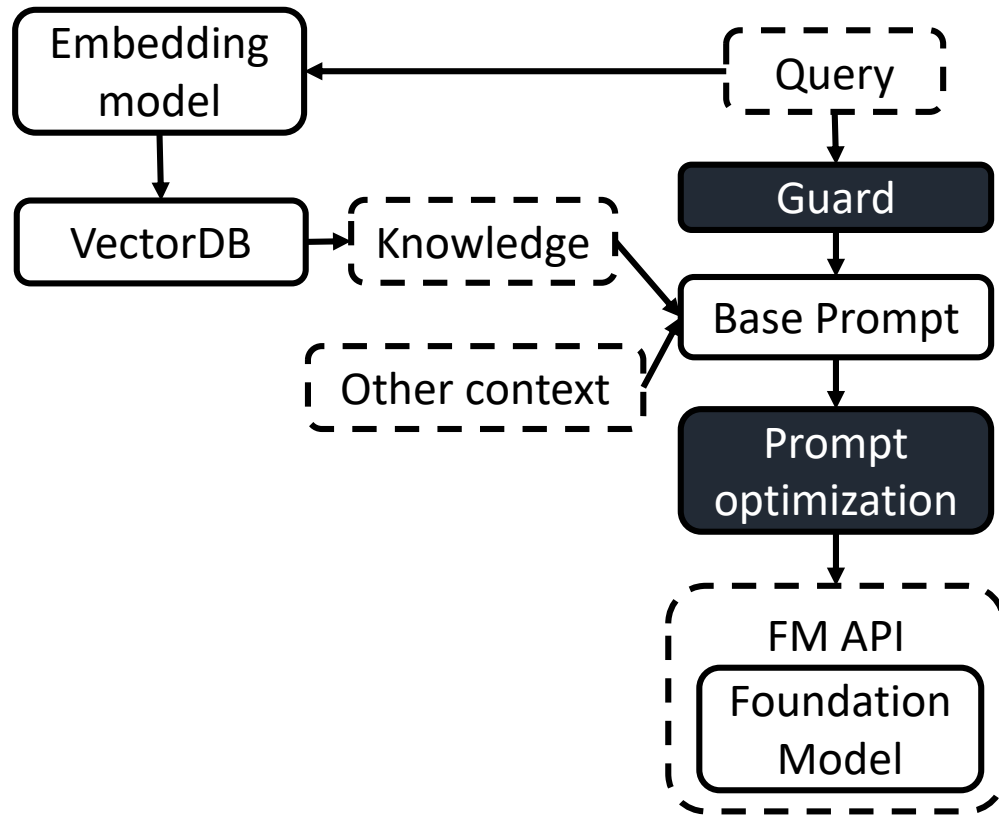 Embedding
model
Query
Guard
VectorDB
Knowledge
Base Prompt
Other context
Prompt
optimization
FM API
Foundation
Model